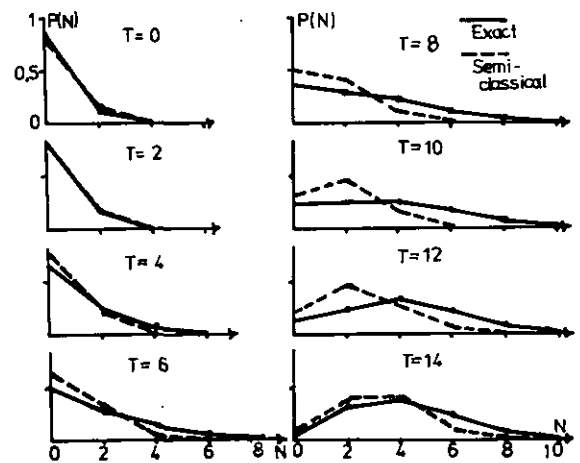 P(N)
T=0
1
0,5
0
T=2
T=4
T=6
0 2 4 6 8 N
P(N)
T=8
Exact
Semi-
classical
T=10
T=12
T=14
0 2 4 6 8 10
N